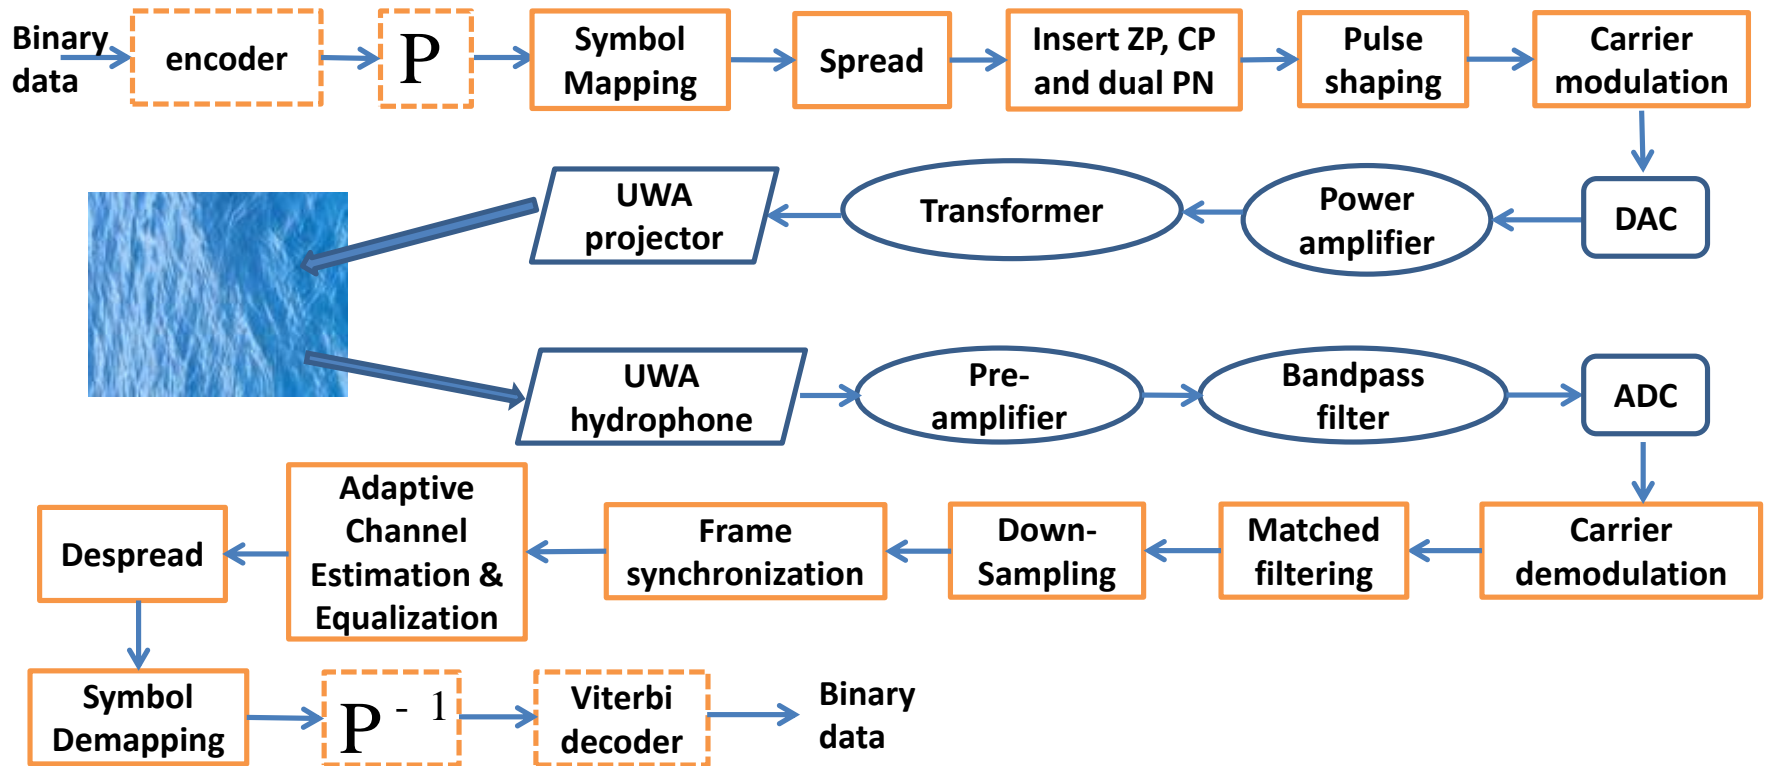 Binary
data
encoder
P
Symbol
Mapping
Spread
Insert ZP, CP
and dual PN
Pulse
shaping
Carrier
modulation
UWA
projector
Transformer
Power
amplifier
DAC
UWA
hydrophone
Pre-
amplifier
Bandpass
filter
ADC
Despread
Adaptive
Channel
Estimation &
Equalization
Frame
synchronization
Down-
Sampling
Matched
filtering
Carrier
demodulation
Symbol
Demapping
P⁻¹
Viterbi
decoder
Binary
data